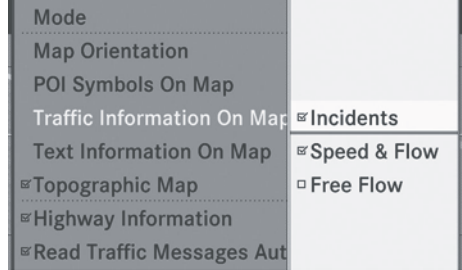 Mode
Map Orientation
POI Symbols On Map
Traffic Information On Map
Incidents
Text Information On Map
Speed & Flow
Topographic Map
Free Flow
Highway Information
Read Traffic Messages Aut